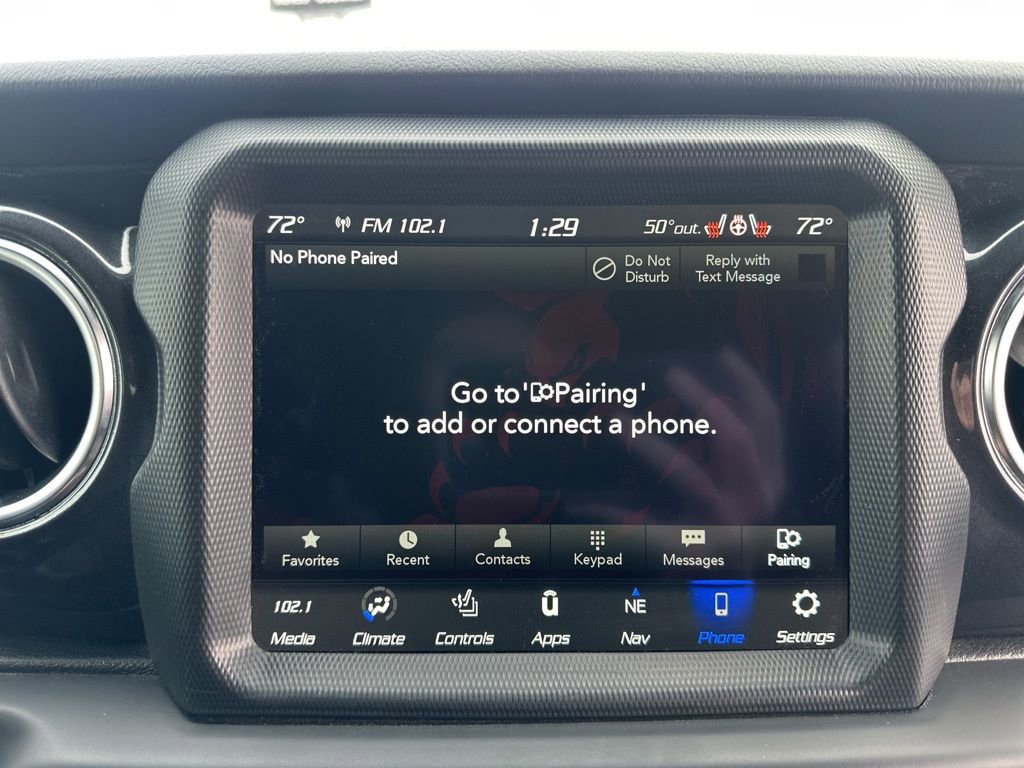 72° FM 102.1 1:29 50°out. 72°
No Phone Paired
Do Not
Disturb
Reply with
Text Message
Go to 'Pairing'
to add or connect a phone.
Favorites Recent Contacts Keypad Messages Pairing
102.1 NE
Media Climate Controls Apps Nav Phone Settings